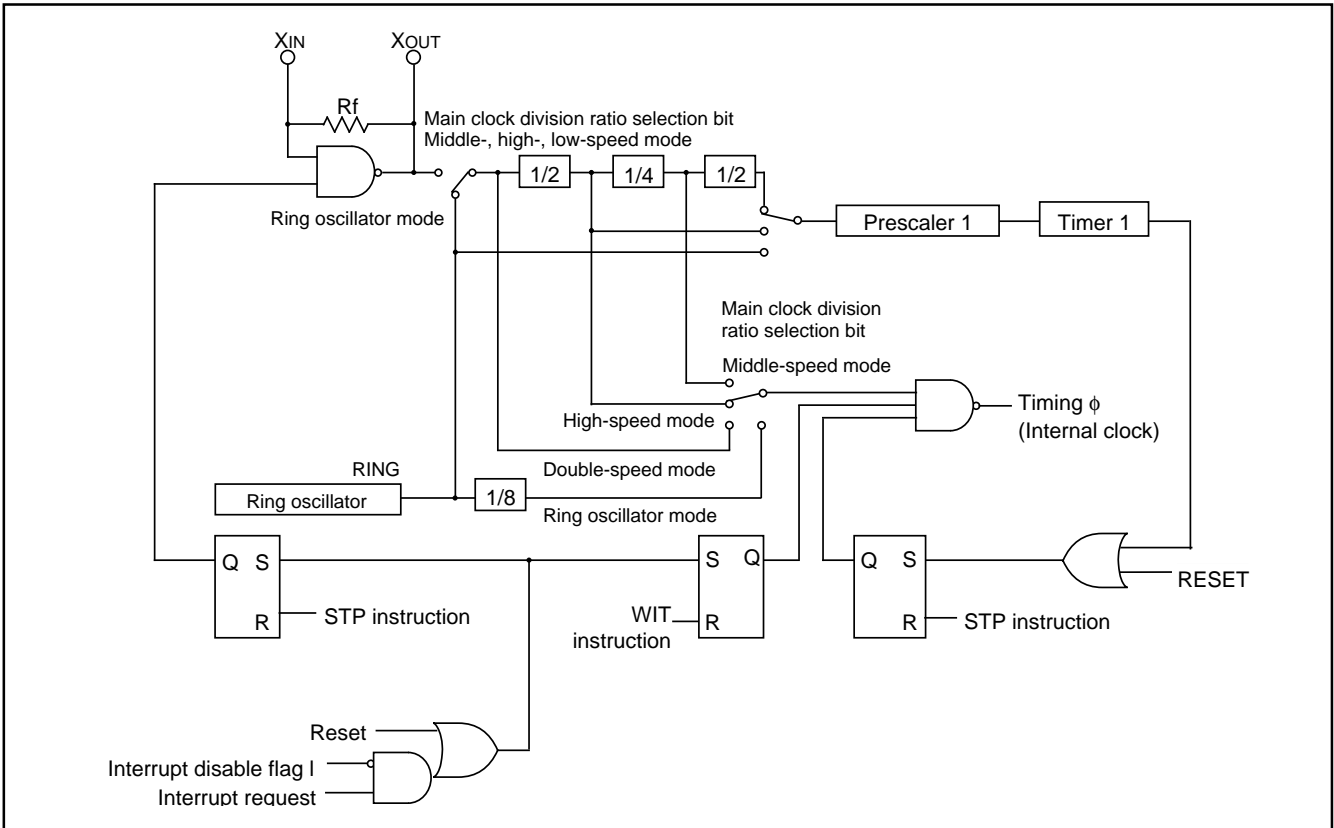 XIN
XOUT
Rf
Main clock division ratio selection bit
Middle-, high-, low-speed mode
1/2
1/4
1/2
Ring oscillator mode
Prescaler 1
Timer 1
Main clock division
ratio selection bit
Middle-speed mode
Timing ϕ
(Internal clock)
High-speed mode
Double-speed mode
RING
Ring oscillator
1/8
Ring oscillator mode
Q S
R
STP instruction
S Q
R
WIT
instruction
Q S
R
STP instruction
RESET
Reset
Interrupt disable flag I
Interrupt request